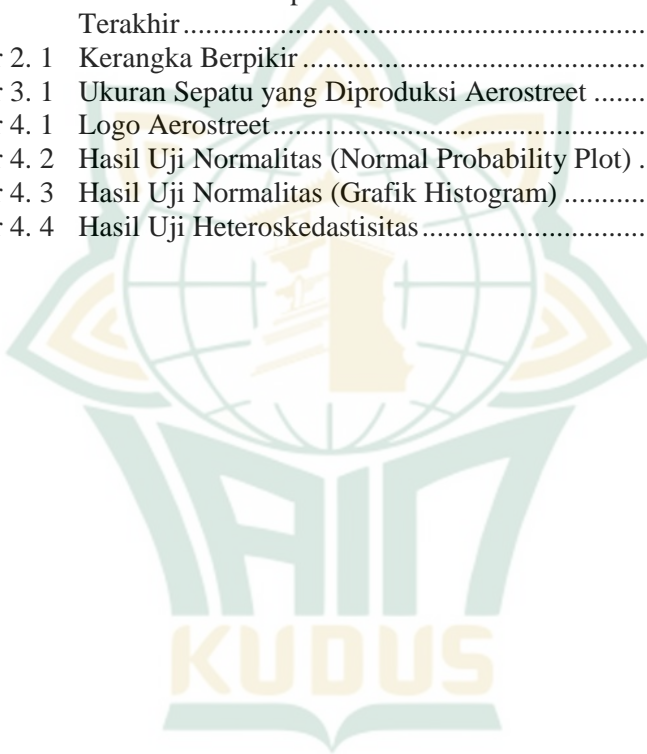 Terakhir ..........................................................
r 2. 1 Kerangka Berpikir ..........................................
r 3. 1 Ukuran Sepatu yang Diproduksi Aerostreet .......
r 4. 1 Logo Aerostreet ..............................................
r 4. 2 Hasil Uji Normalitas (Normal Probability Plot) .
r 4. 3 Hasil Uji Normalitas (Grafik Histogram) ...........
r 4. 4 Hasil Uji Heteroskedastisitas ............................
IAIN
KUDUS